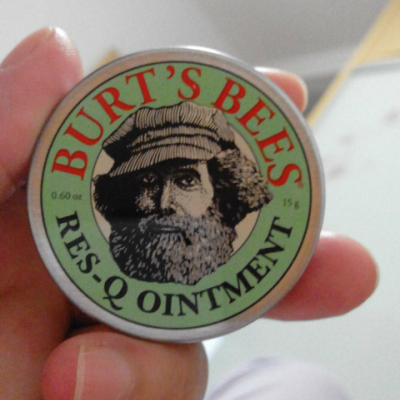 BURT'S BEES®
0.60 oz
15 g
RES-Q OINTMENT